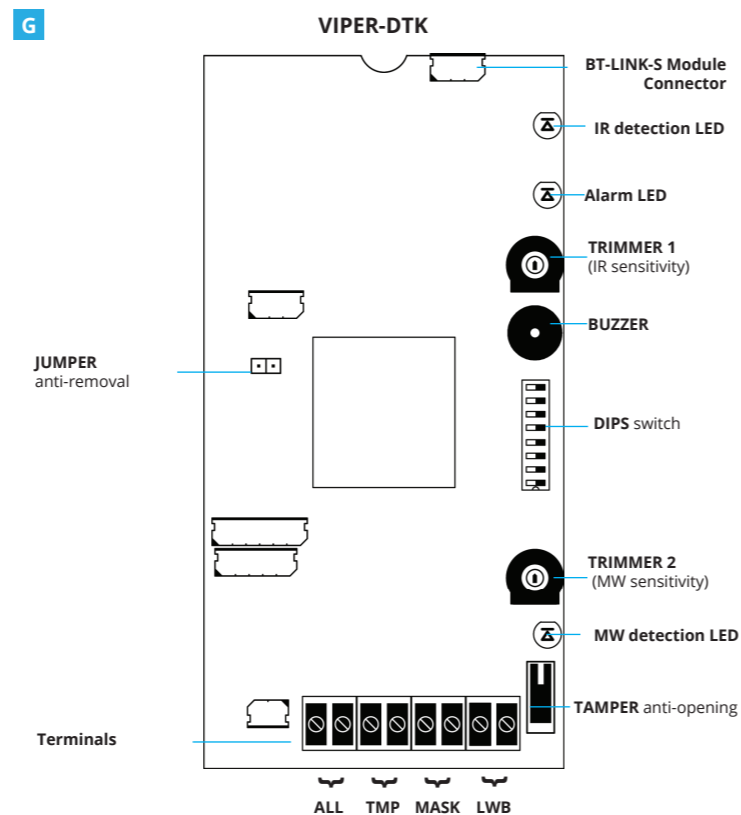 G
VIPER-DTK
BT-LINK-S Module
Connector
IR detection LED
Alarm LED
TRIMMER 1
(IR sensitivity)
BUZZER
JUMPER
anti-removal
DIPS switch
TRIMMER 2
(MW sensitivity)
MW detection LED
TAMPER anti-opening
Terminals
ALL TMP MASK LWB